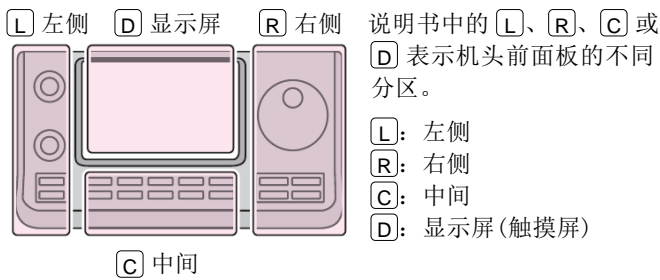 L 左侧 D 显示屏 R 右侧
C 中间
说明书中的 L、R、C 或
D 表示机头前面板的不同
分区。
L：左侧
R：右侧
C：中间
D：显示屏(触摸屏)